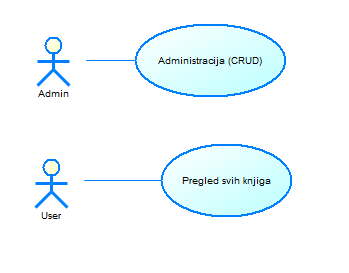 Administracija (CRUD)
Admin
Pregled svih knjiga
User